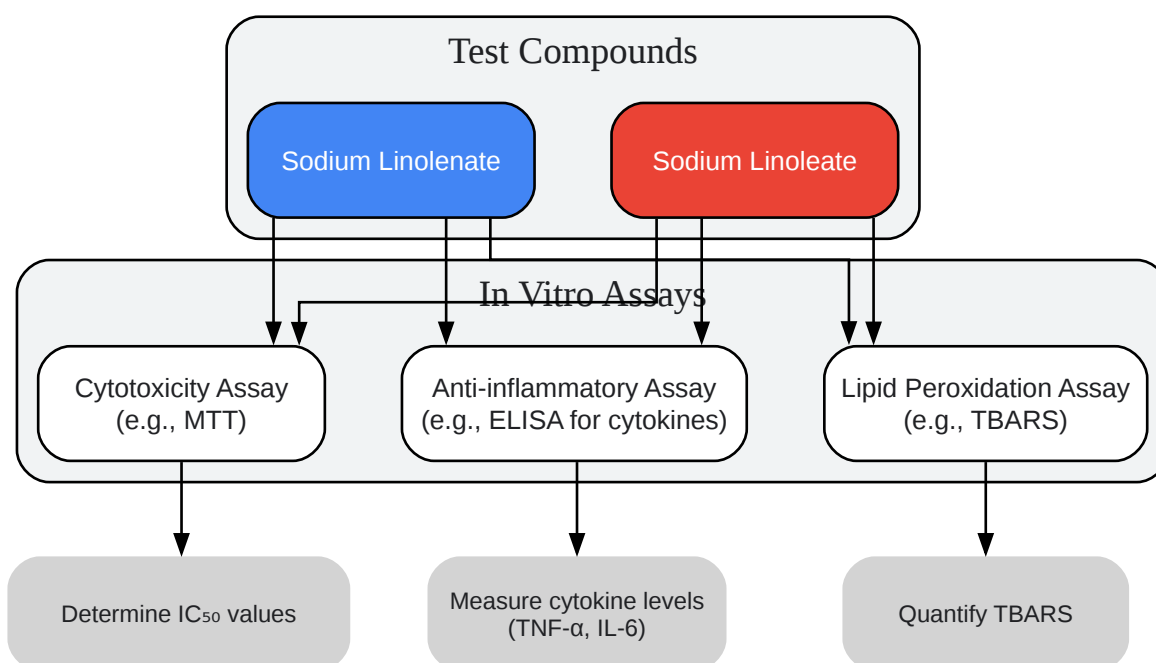 Test Compounds
Sodium Linolenate
Sodium Linoleate
In Vitro Assays
Cytotoxicity Assay
(e.g., MTT)
Anti-inflammatory Assay
(e.g., ELISA for cytokines)
Lipid Peroxidation Assay
(e.g., TBARS)
Determine IC₅₀ values
Measure cytokine levels
(TNF-α, IL-6)
Quantify TBARS